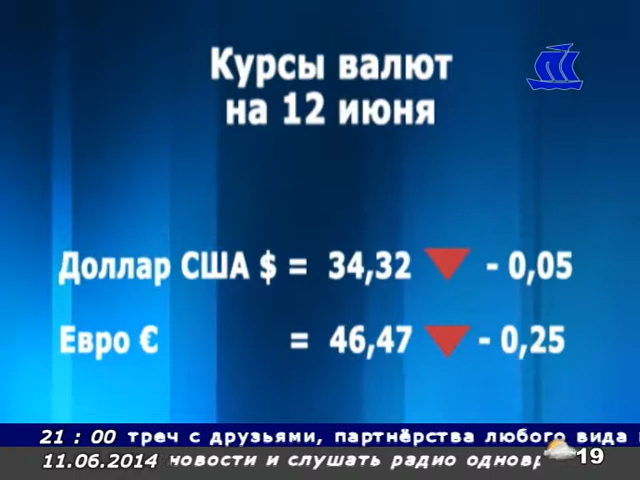 Курсы валют
на 12 июня
Доллар США $ = 34,32 - 0,05
Евро € = 46,47 - 0,25
21 : 00 треч с друзьями, партнёрства любого вида
11.06.2014 новости и слушать радио одновр 19